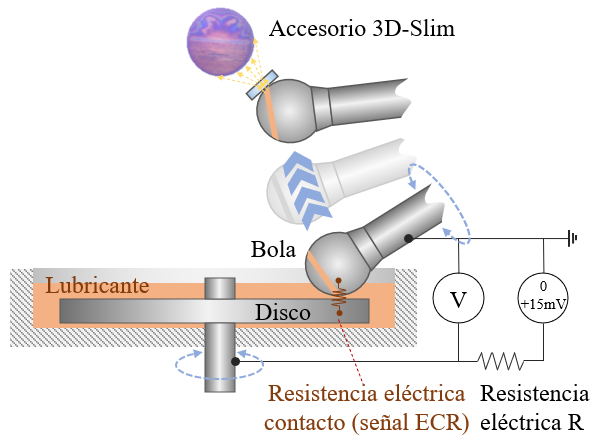 Accesorio 3D-Slim
Bola
Lubricante
Disco
V
0
+15mV
Resistencia eléctrica
contacto (señal ECR)
Resistencia
eléctrica R